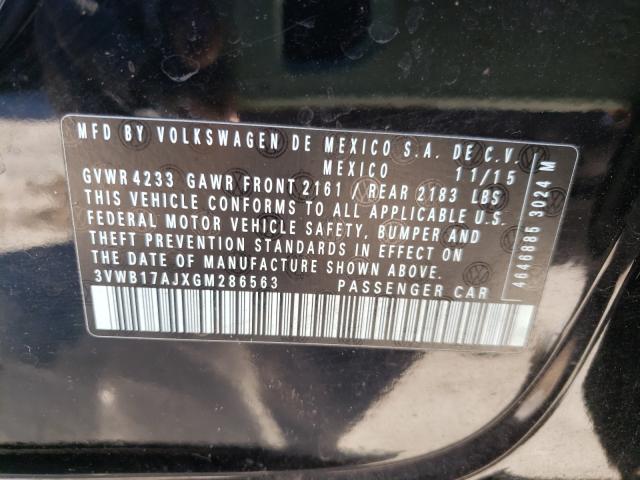 MFD BY VOLKSWAGEN DE MEXICO S.A. DE C.V.
MEXICO 11/15
GVWR 4233 GAWR FRONT 2161 / REAR 2183 LBS
THIS VEHICLE CONFORMS TO ALL APPLICABLE U.S.
FEDERAL MOTOR VEHICLE SAFETY, BUMPER AND
THEFT PREVENTION STANDARDS IN EFFECT ON
THE DATE OF MANUFACTURE SHOWN ABOVE.
3VWB17AJXGM286563 PASSENGER CAR
4646885 3024 M